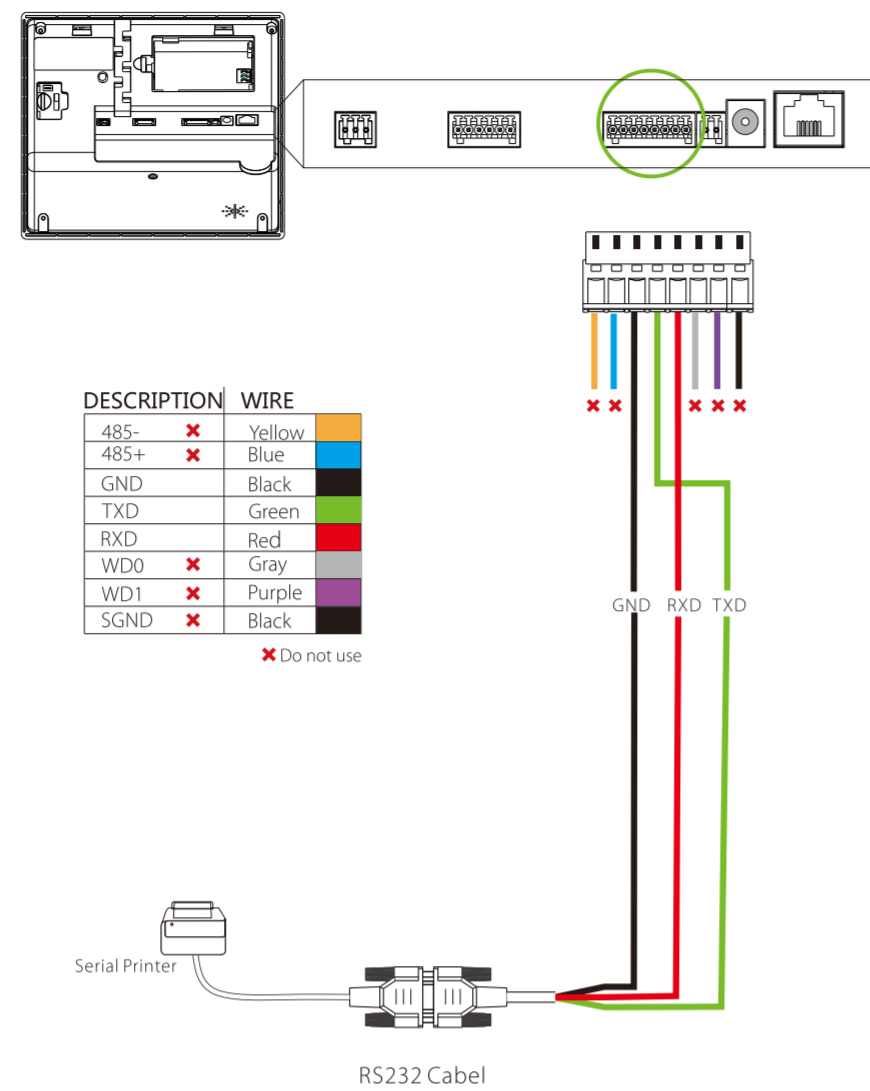 DESCRIPTION WIRE
485- ✖ Yellow
485+ ✖ Blue
GND Black
TXD Green
RXD Red
WD0 ✖ Gray
WD1 ✖ Purple
SGND ✖ Black
✖ Do not use
GND RXD TXD
Serial Printer
RS232 Cabel